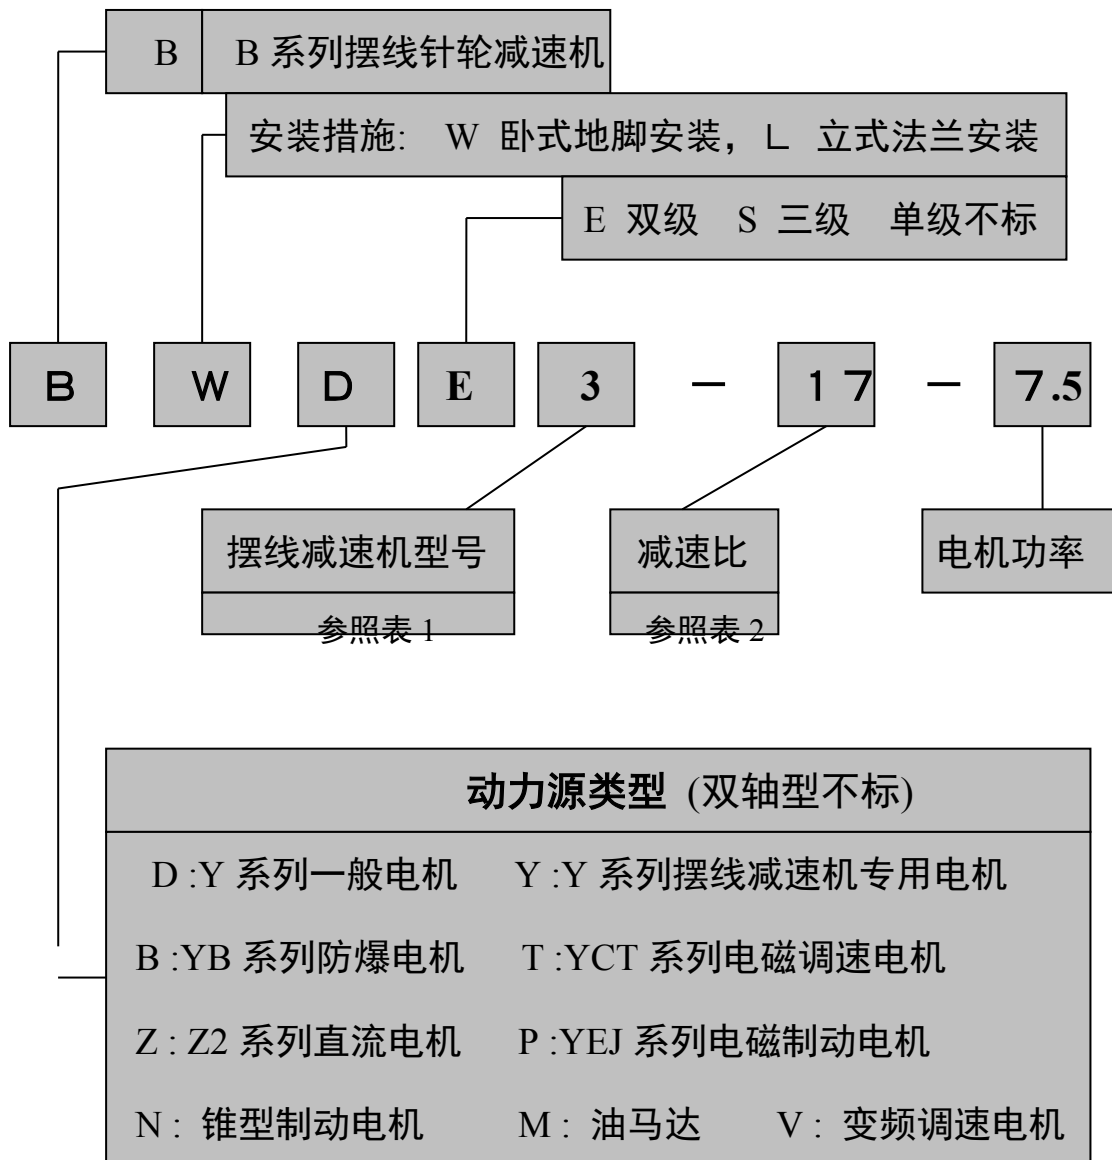 B B 系列摆线针轮减速机
安装措施: W 卧式地脚安装, L 立式法兰安装
E 双级 S 三级 单级不标
B W D E 3 － 17 － 7.5
摆线减速机型号 减速比 电机功率
参照表 1 参照表 2
动力源类型 (双轴型不标)
D :Y 系列一般电机 Y :Y 系列摆线减速机专用电机
B :YB 系列防爆电机 T :YCT 系列电磁调速电机
Z : Z2 系列直流电机 P :YEJ 系列电磁制动电机
N : 锥型制动电机 M : 油马达 V : 变频调速电机